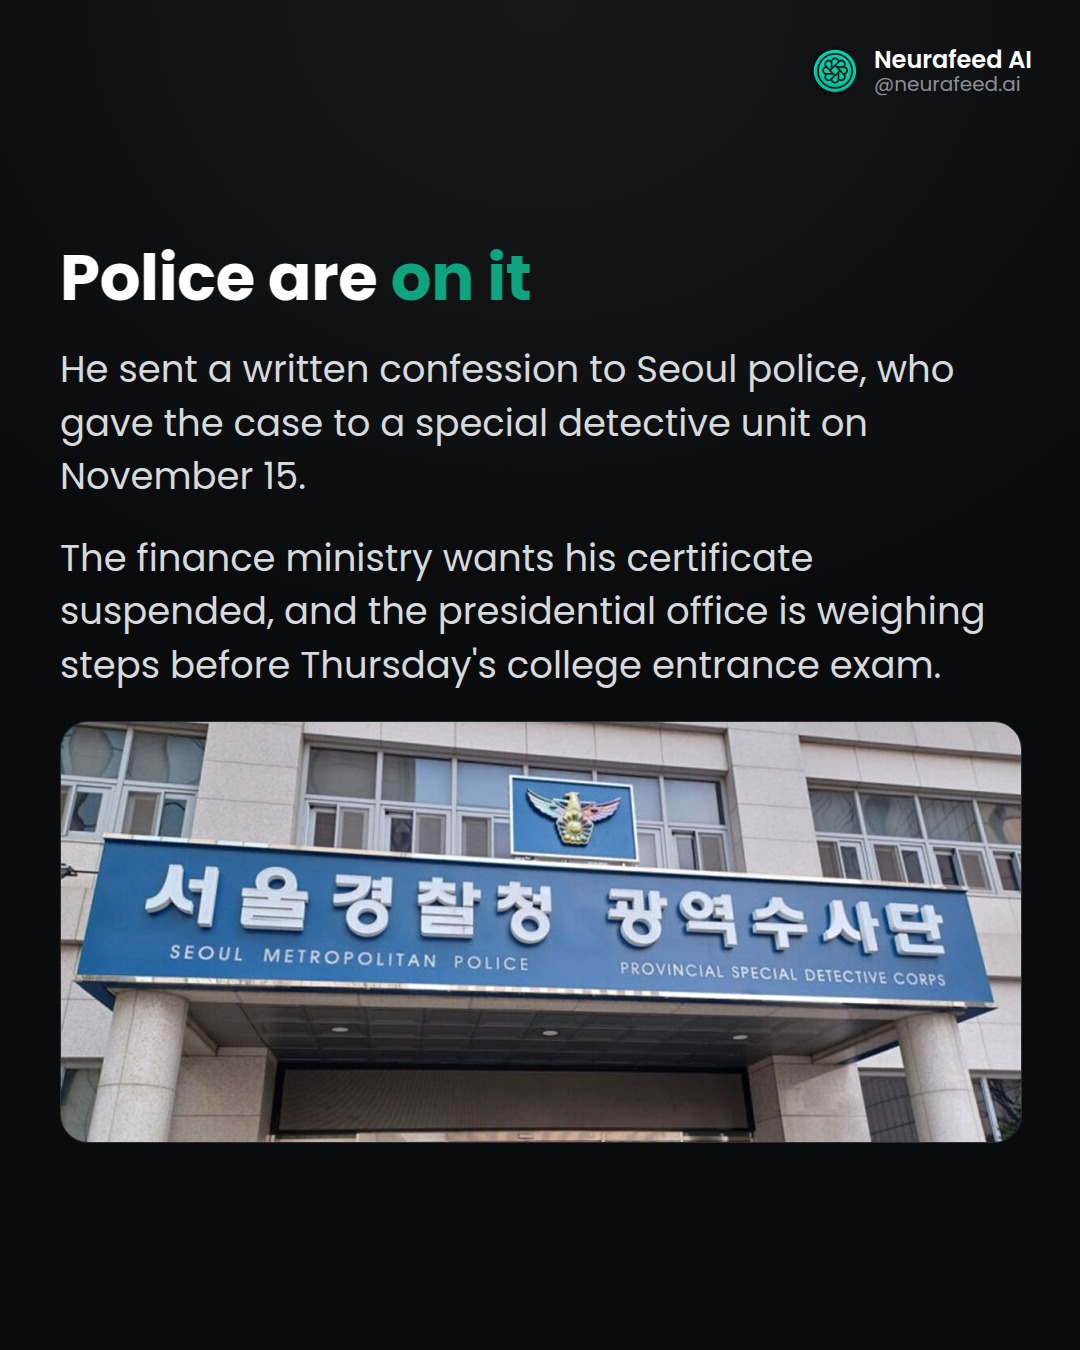 Neurafeed AI
@neurafeed.ai
Police are on it
He sent a written confession to Seoul police, who
gave the case to a special detective unit on
November 15.
The finance ministry wants his certificate
suspended, and the presidential office is weighing
steps before Thursday's college entrance exam.
서울경찰청 광역수사단
SEOUL METROPOLITAN POLICE PROVINCIAL SPECIAL DETECTIVE CORPS